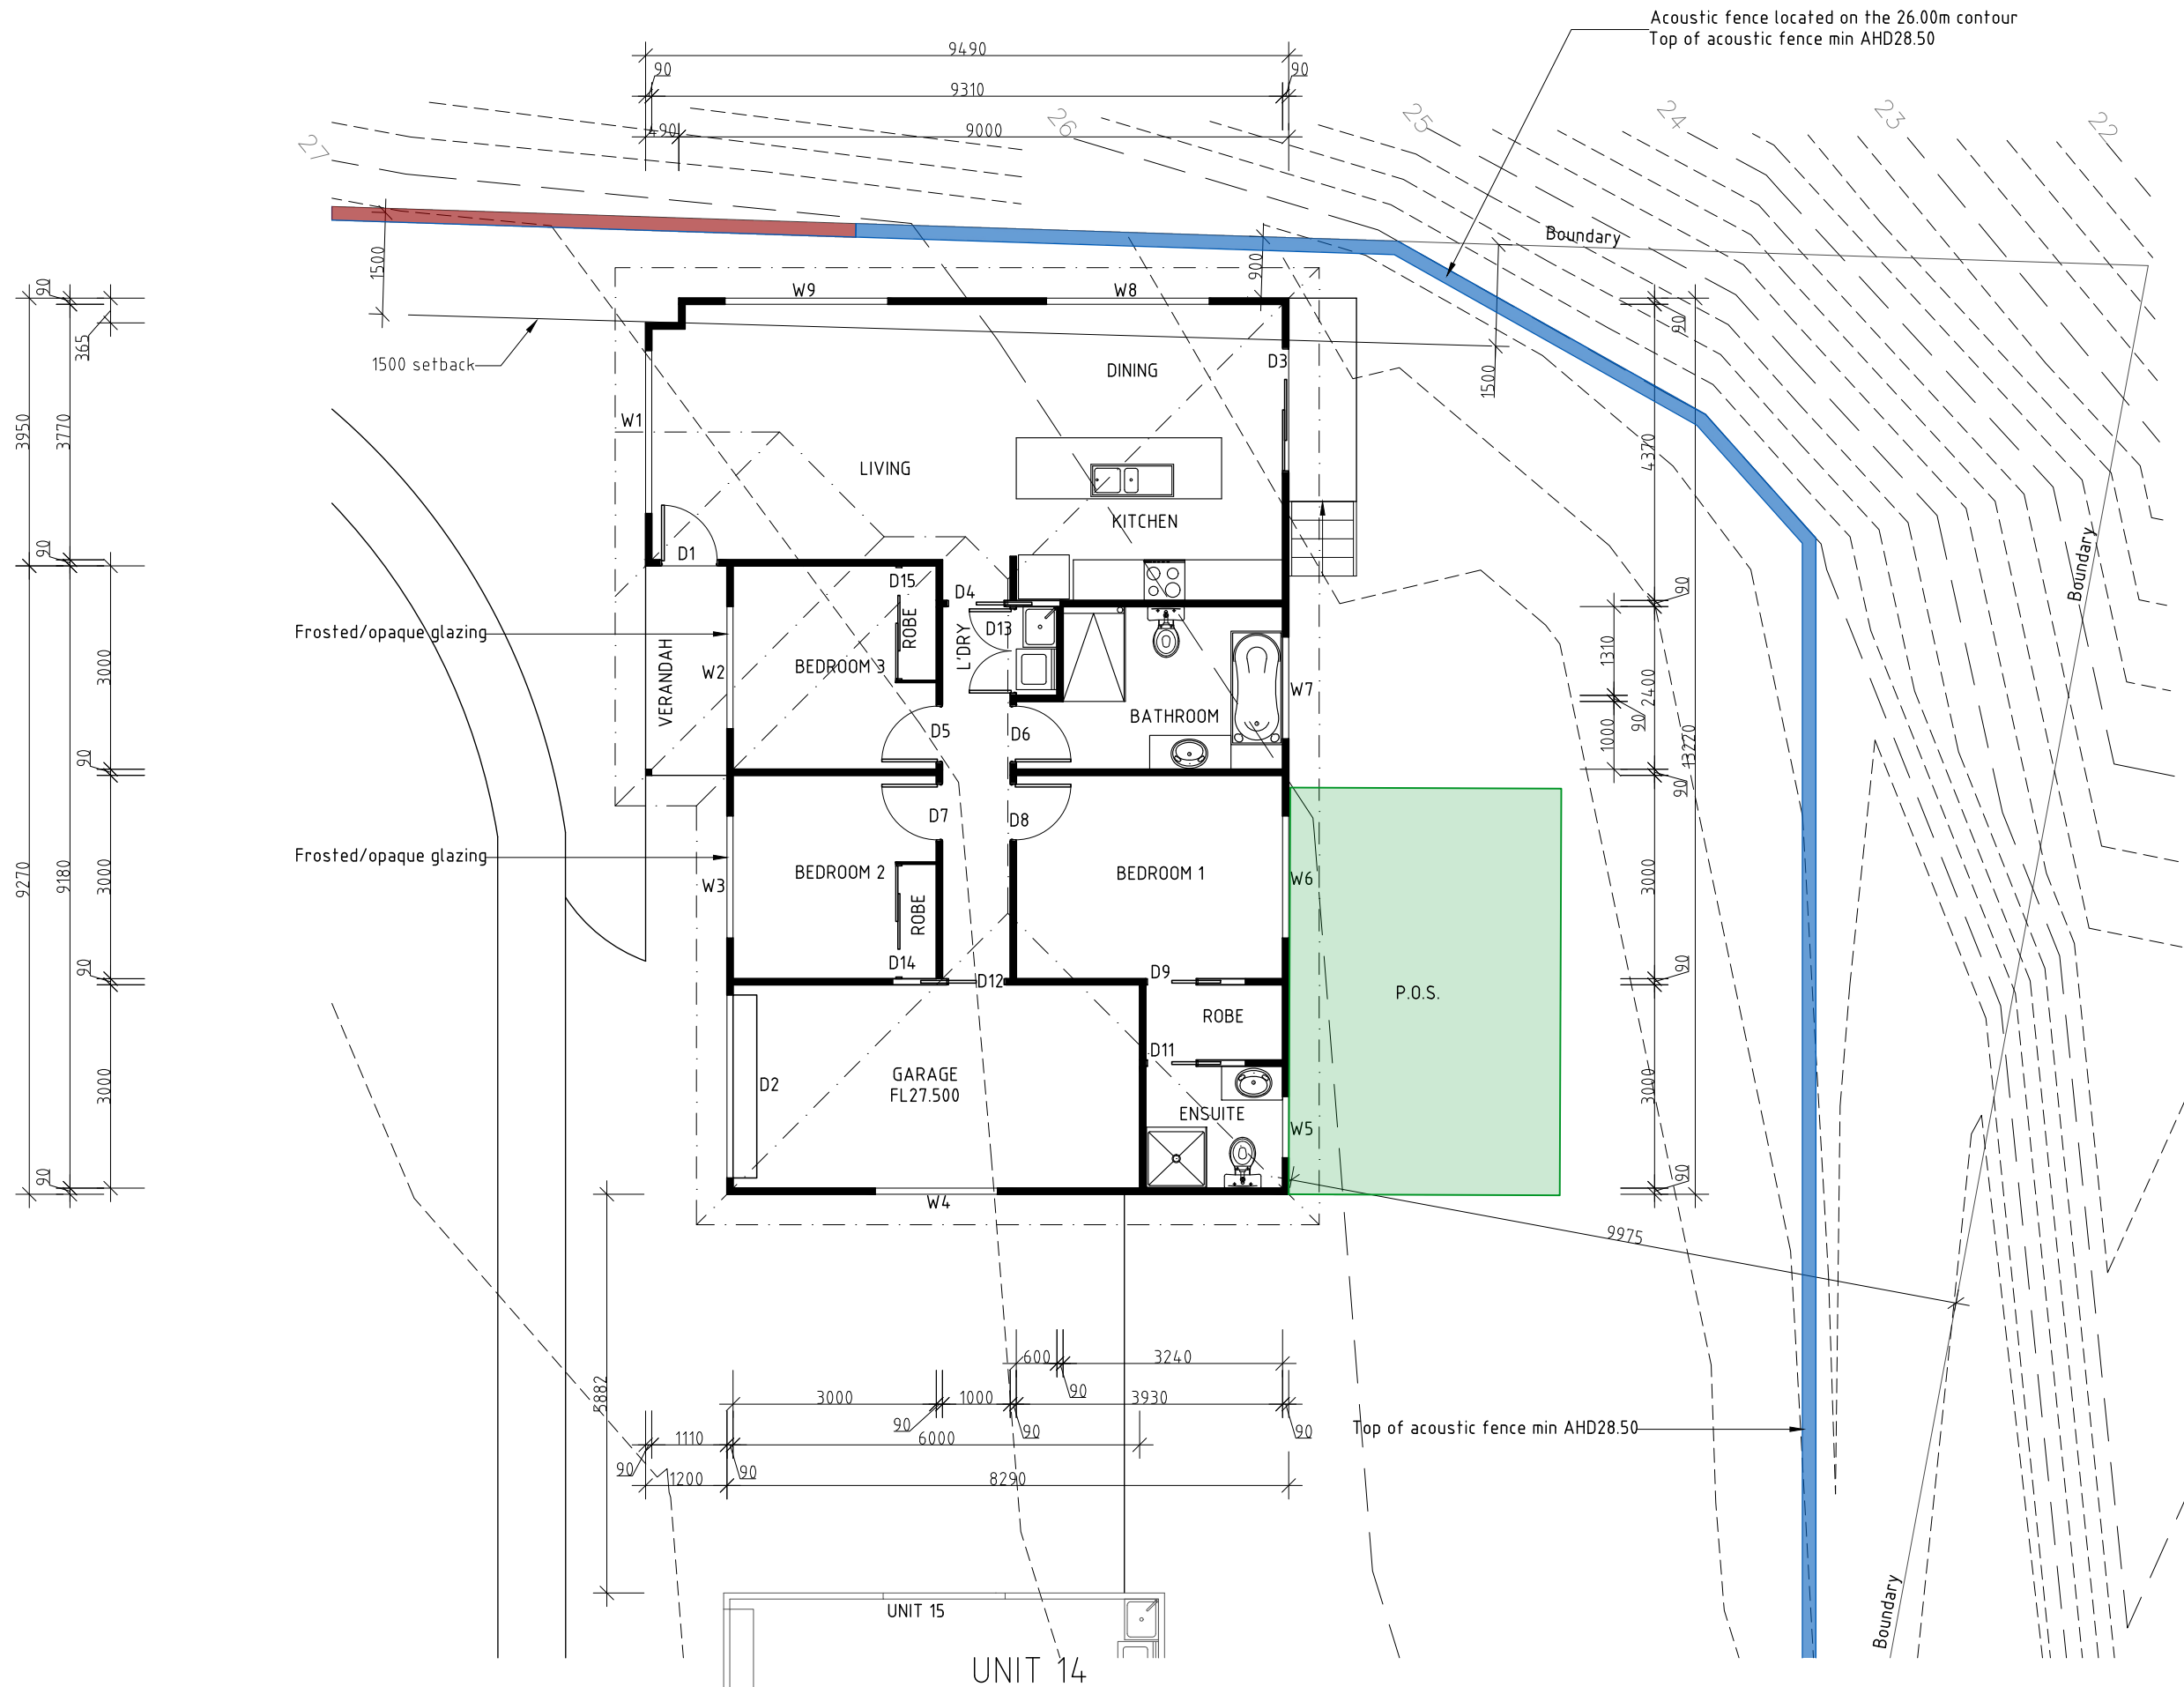 Acoustic fence located on the 26.00m contour
Top of acoustic fence min AHD28.50
9490
90
90
9310
490
9000
27
26
25
24
23
22
Boundary
1500
900
1500 setback
1500
W9
W8
W1
D3
DINING
LIVING
KITCHEN
D1
D15
D4
ROBE
D13
L'DRY
Frosted/opaque glazing
VERANDAH
W2
BEDROOM 3
W7
BATHROOM
D5
D6
D7
D8
Frosted/opaque glazing
W3
BEDROOM 2
ROBE
BEDROOM 1
W6
D14
D12
D9
P.O.S.
ROBE
D11
D2
GARAGE
FL27.500
ENSUITE
W5
W4
90
90
365
3950
3770
90
3000
90
9270
9180
3000
90
3000
90
90
4370
90
1310
2400
90
1000
13220
90
3000
90
3000
90
Boundary
9975
5882
600
3240
90
3000
1000
3930
90
90
90
1110
6000
90
90
1200
8290
Top of acoustic fence min AHD28.50
Boundary
UNIT 15
UNIT 14